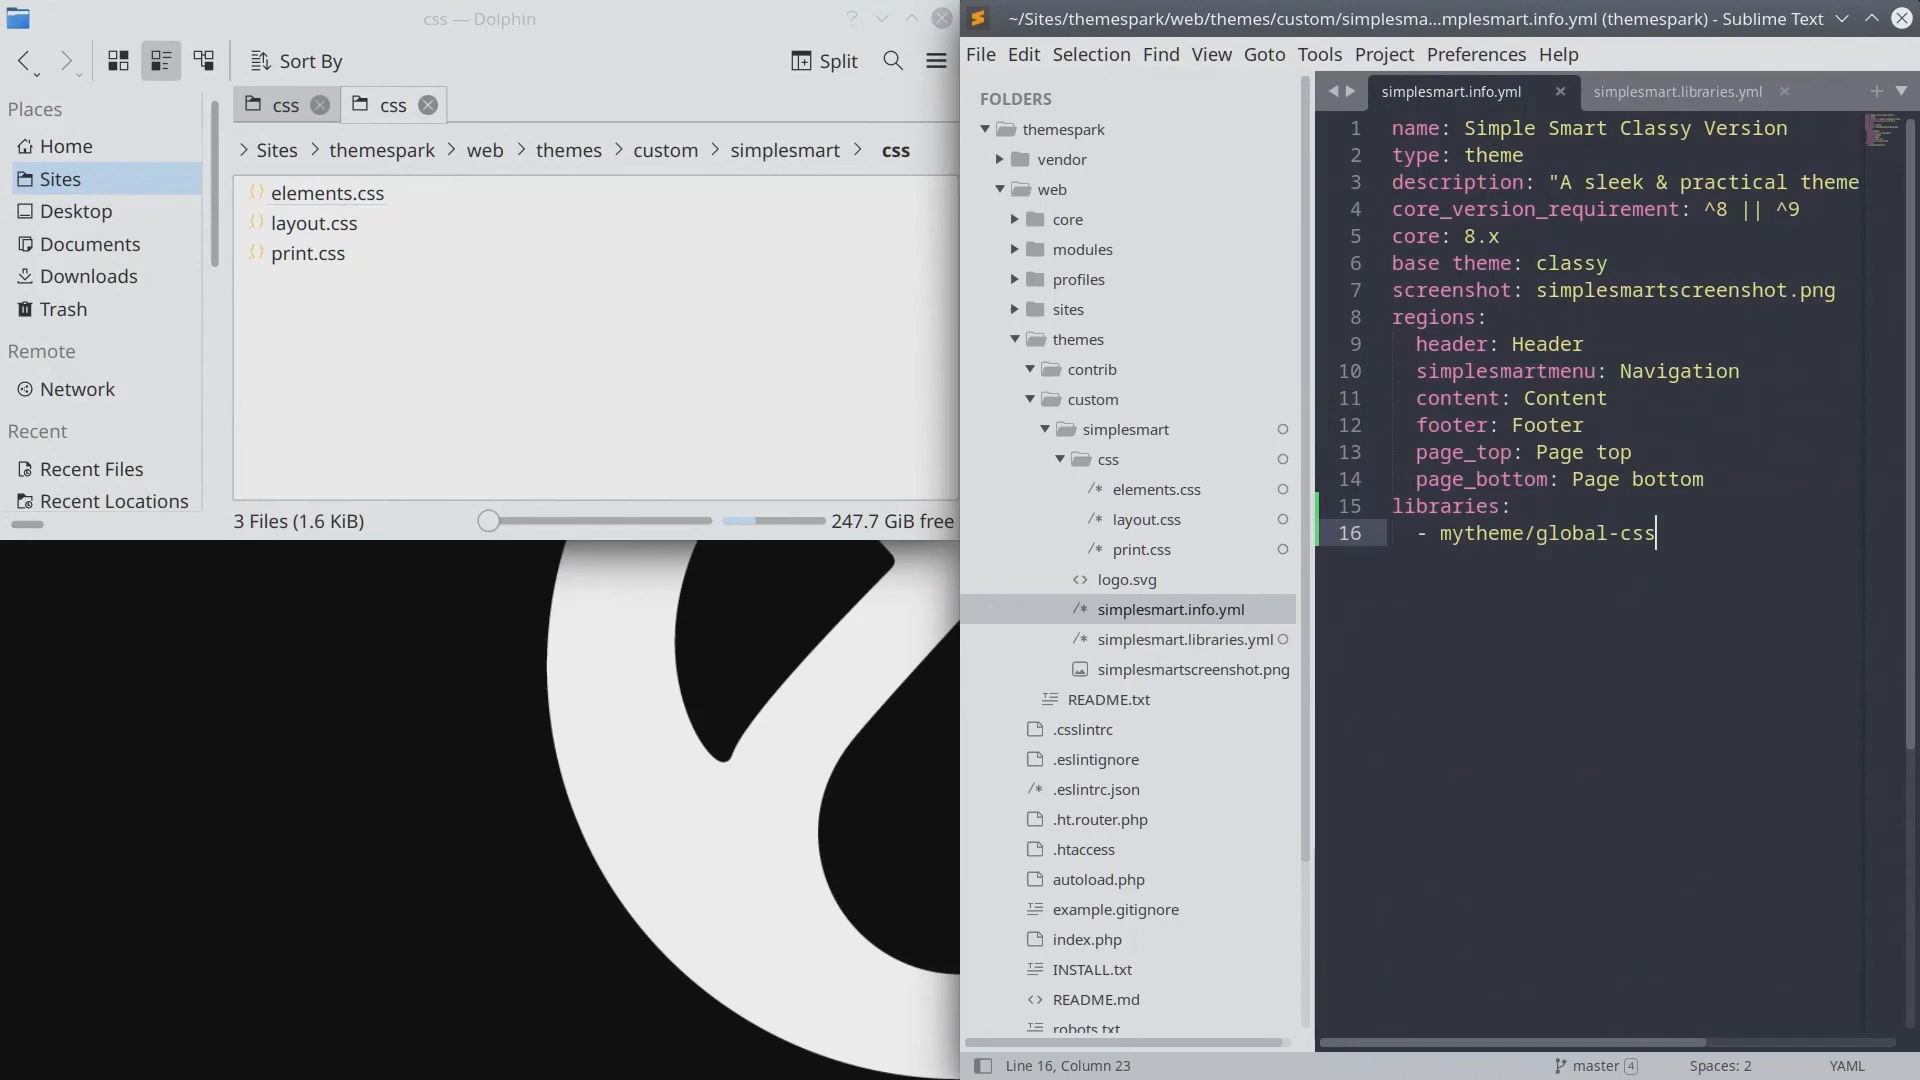 css — Dolphin
Sort By
Split
Places
Home
Sites
Desktop
Documents
Downloads
Trash
Remote
Network
Recent
Recent Files
Recent Locations
css
css
> Sites > themespark > web > themes > custom > simplesmart > css
elements.css
layout.css
print.css
3 Files (1.6 KiB)
247.7 GiB free
~/Sites/themespark/web/themes/custom/simplesma...mplesmart.info.yml (themespark) - Sublime Text
File Edit Selection Find View Goto Tools Project Preferences Help
FOLDERS
themespark
vendor
web
core
modules
profiles
sites
themes
contrib
custom
simplesmart
css
/* elements.css
/* layout.css
/* print.css
<> logo.svg
/* simplesmart.info.yml
/* simplesmart.libraries.yml
simplesmartscreenshot.png
README.txt
.csslintrc
.eslintignore
/* .eslintrc.json
.ht.router.php
.htaccess
autoload.php
example.gitignore
index.php
INSTALL.txt
<> README.md
robots.txt
simplesmart.info.yml
simplesmart.libraries.yml
1 name: Simple Smart Classy Version
2 type: theme
3 description: "A sleek & practical theme
4 core_version_requirement: ^8 || ^9
5 core: 8.x
6 base theme: classy
7 screenshot: simplesmartscreenshot.png
8 regions:
9 header: Header
10 simplesmartmenu: Navigation
11 content: Content
12 footer: Footer
13 page_top: Page top
14 page_bottom: Page bottom
15 libraries:
16 - mytheme/global-css
Line 16, Column 23
master 4
Spaces: 2
YAML